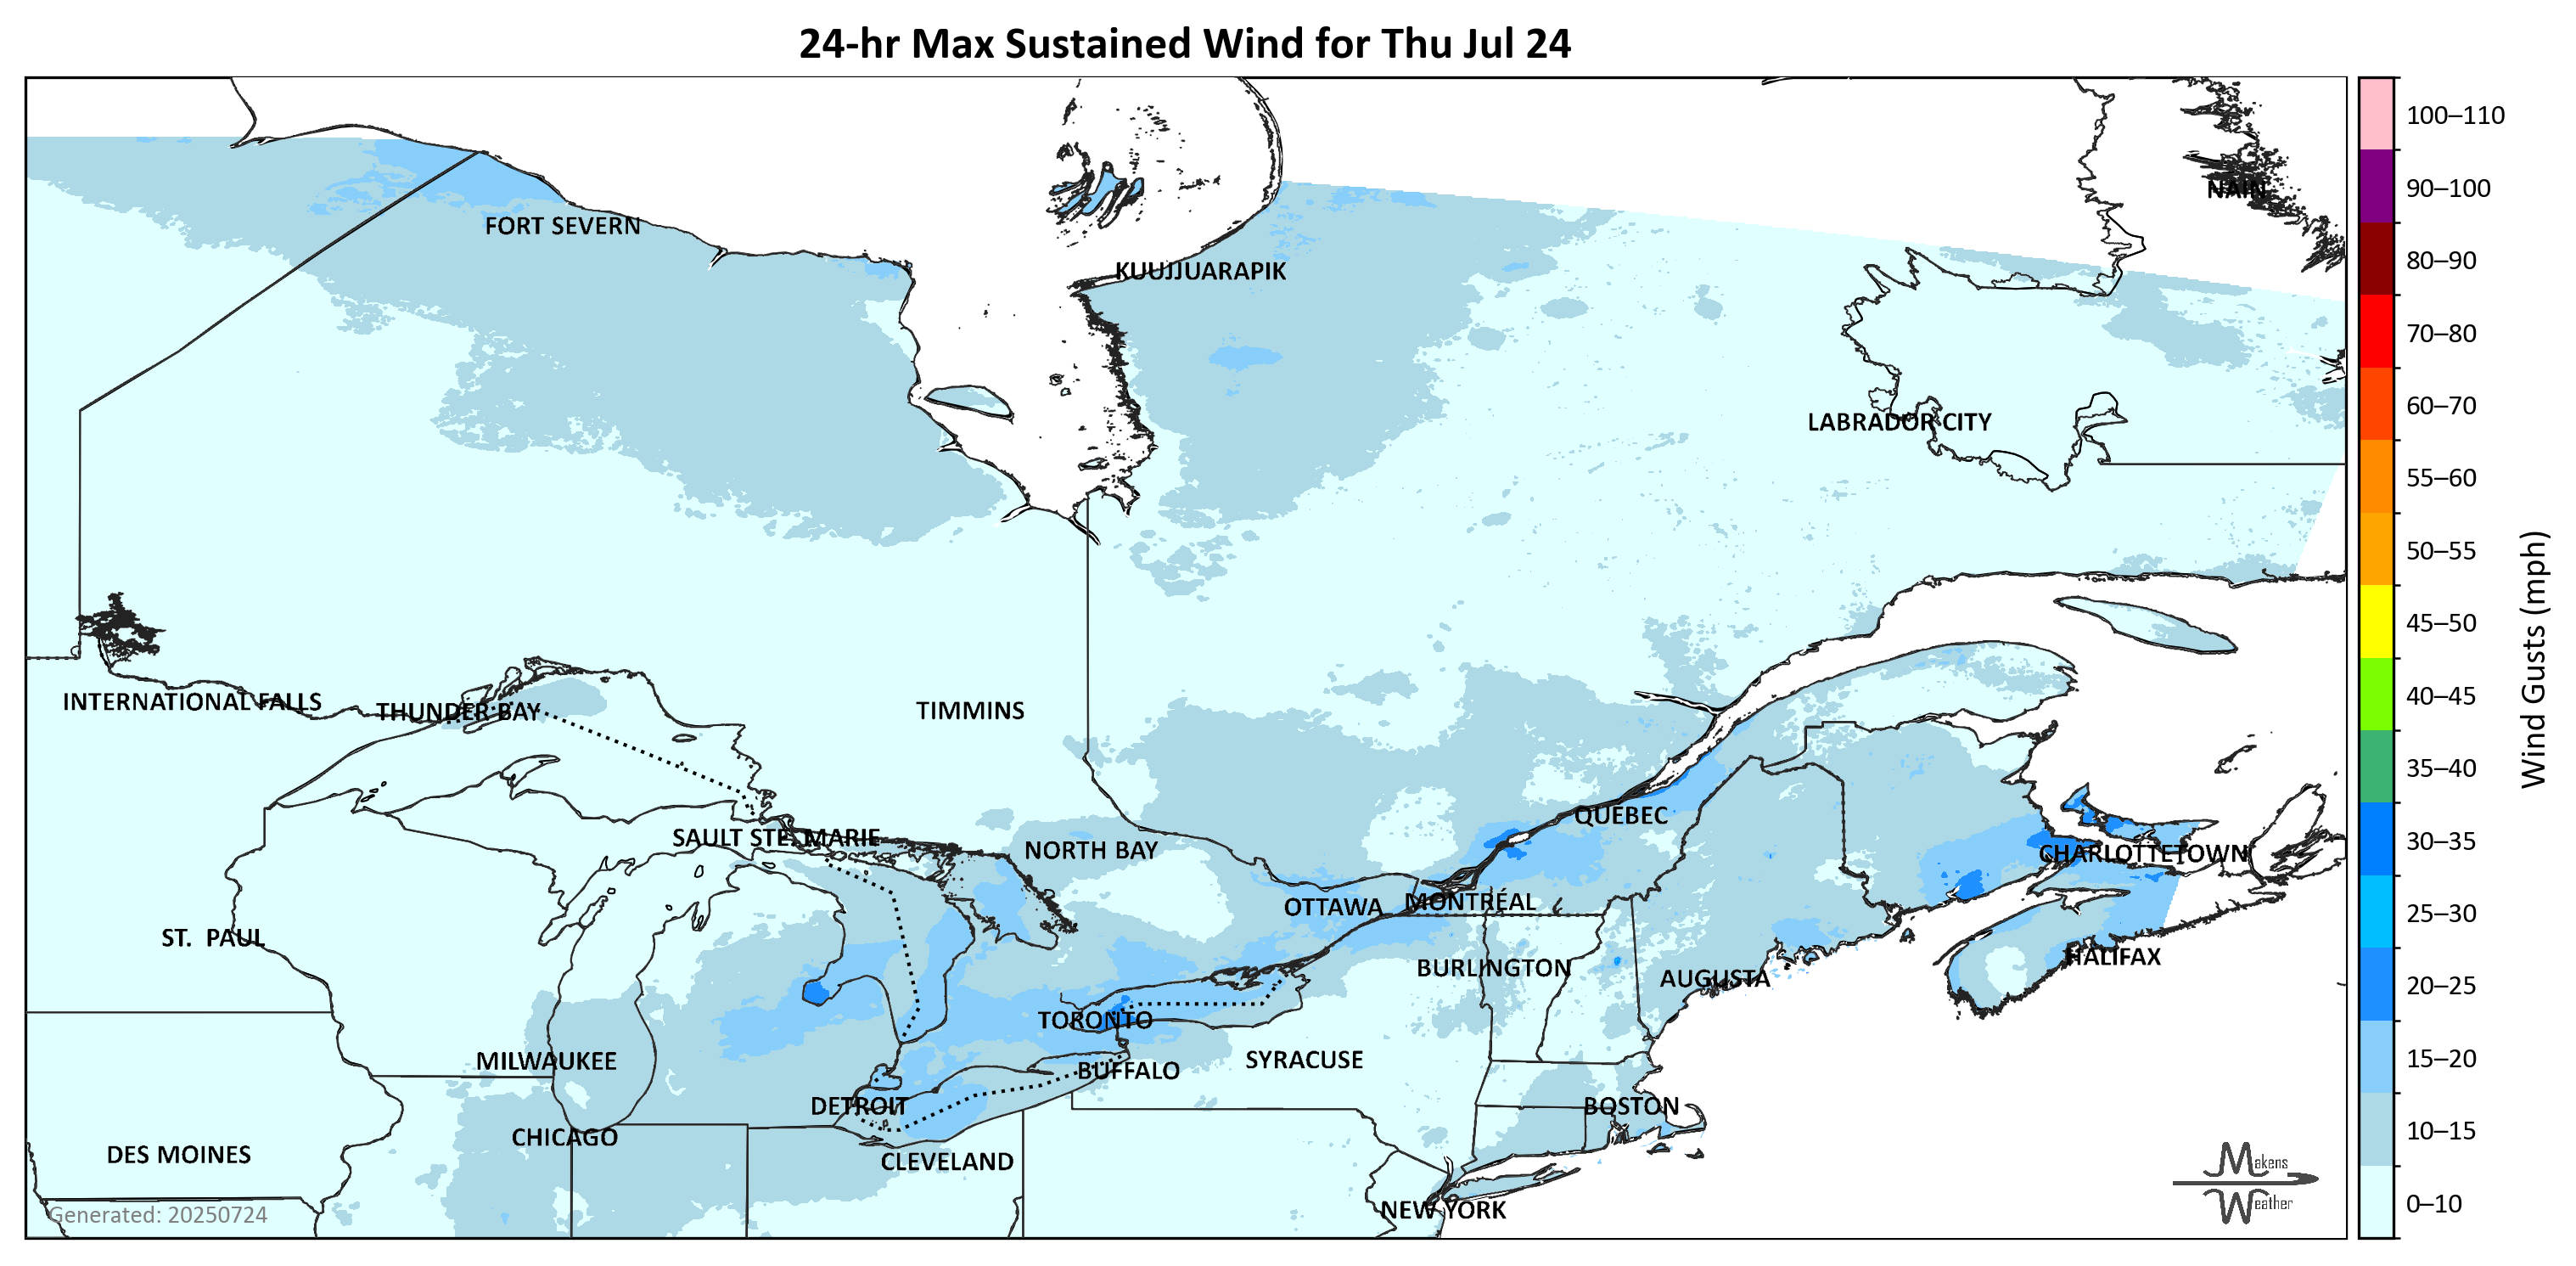 24-hr Max Sustained Wind for Thu Jul 24
100–110
90–100
80–90
70–80
60–70
55–60
50–55
45–50
40–45
35–40
30–35
25–30
20–25
15–20
10–15
0–10
Wind Gusts (mph)
NAIN
FORT SEVERN
KUUJJUARAPIK
LABRADOR CITY
INTERNATIONAL FALLS
THUNDER BAY
TIMMINS
QUEBEC
SAULT STE. MARIE
NORTH BAY
CHARLOTTETOWN
OTTAWA
MONTRÉAL
ST. PAUL
HALIFAX
BURLINGTON
AUGUSTA
TORONTO
MILWAUKEE
SYRACUSE
BUFFALO
DETROIT
BOSTON
CHICAGO
DES MOINES
CLEVELAND
NEW YORK
Generated: 20250724
Makens
Weather